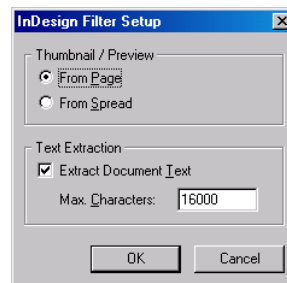 InDesign Filter Setup
Thumbnail / Preview
From Page
From Spread
Text Extraction
Extract Document Text
Max. Characters: 16000
OK Cancel